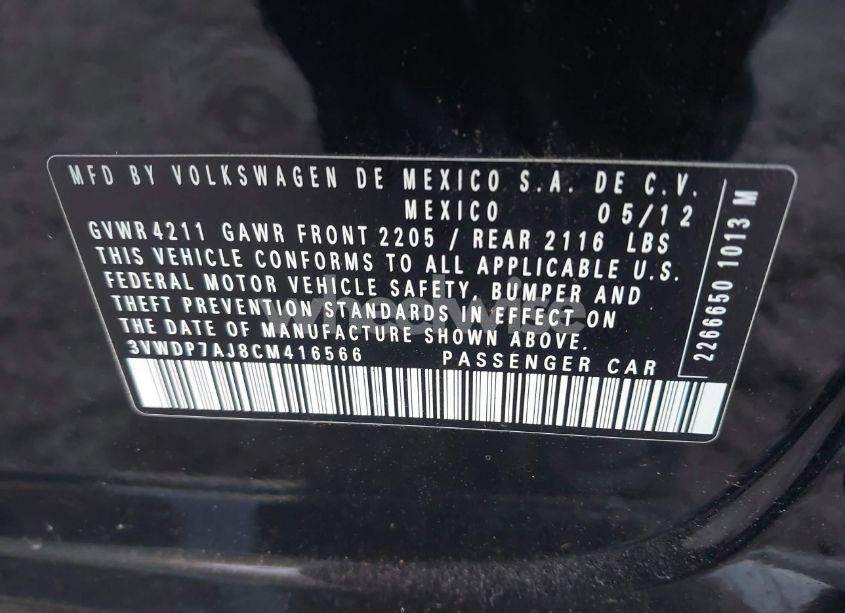 MFD BY VOLKSWAGEN DE MEXICO S.A. DE C.V.
MEXICO 05/12
GVWR 4211 GAWR FRONT 2205 / REAR 2116 LBS
THIS VEHICLE CONFORMS TO ALL APPLICABLE U.S.
FEDERAL MOTOR VEHICLE SAFETY, BUMPER AND
THEFT PREVENTION STANDARDS IN EFFECT ON
THE DATE OF MANUFACTURE SHOWN ABOVE.
3VWDP7AJ8CM416566 PASSENGER CAR
2266650 1013 M
wheelwise